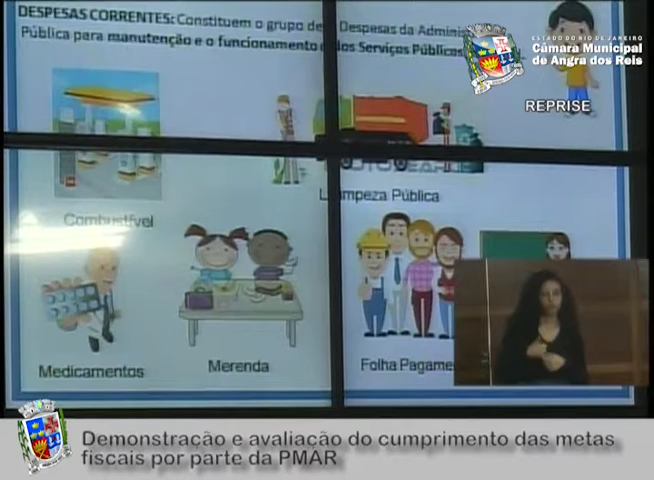 DESPESAS CORRENTES: Constituem o grupo de Despesas da Adminis
Pública para manutenção e o funcionamento dos Serviços Públicos
ESTADO DO RIO DE JANEIRO
Câmara Municipal
de Angra dos Reis
REPRISE
Limpeza Pública
Combustível
Medicamentos
Merenda
Folha Pagame
Demonstração e avaliação do cumprimento das metas
fiscais por parte da PMAR